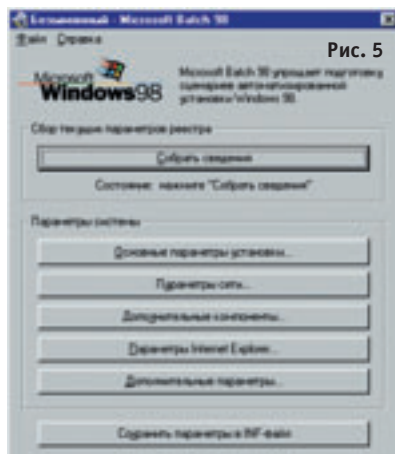 Безымянный - Microsoft Batch 98
Файл Справка
Рис. 5
Microsoft
Windows98
Microsoft Batch 98 упрощает подготовку
сценариев автоматизированной
установки Windows 98.
Сбор текущих параметров реестра
Собрать сведения
Состояние: нажмите "Собрать сведения"
Параметры системы
Основные параметры установки...
Параметры сети...
Дополнительные компоненты...
Параметры Internet Explorer...
Дополнительные параметры...
Сохранить параметры в INF-файл